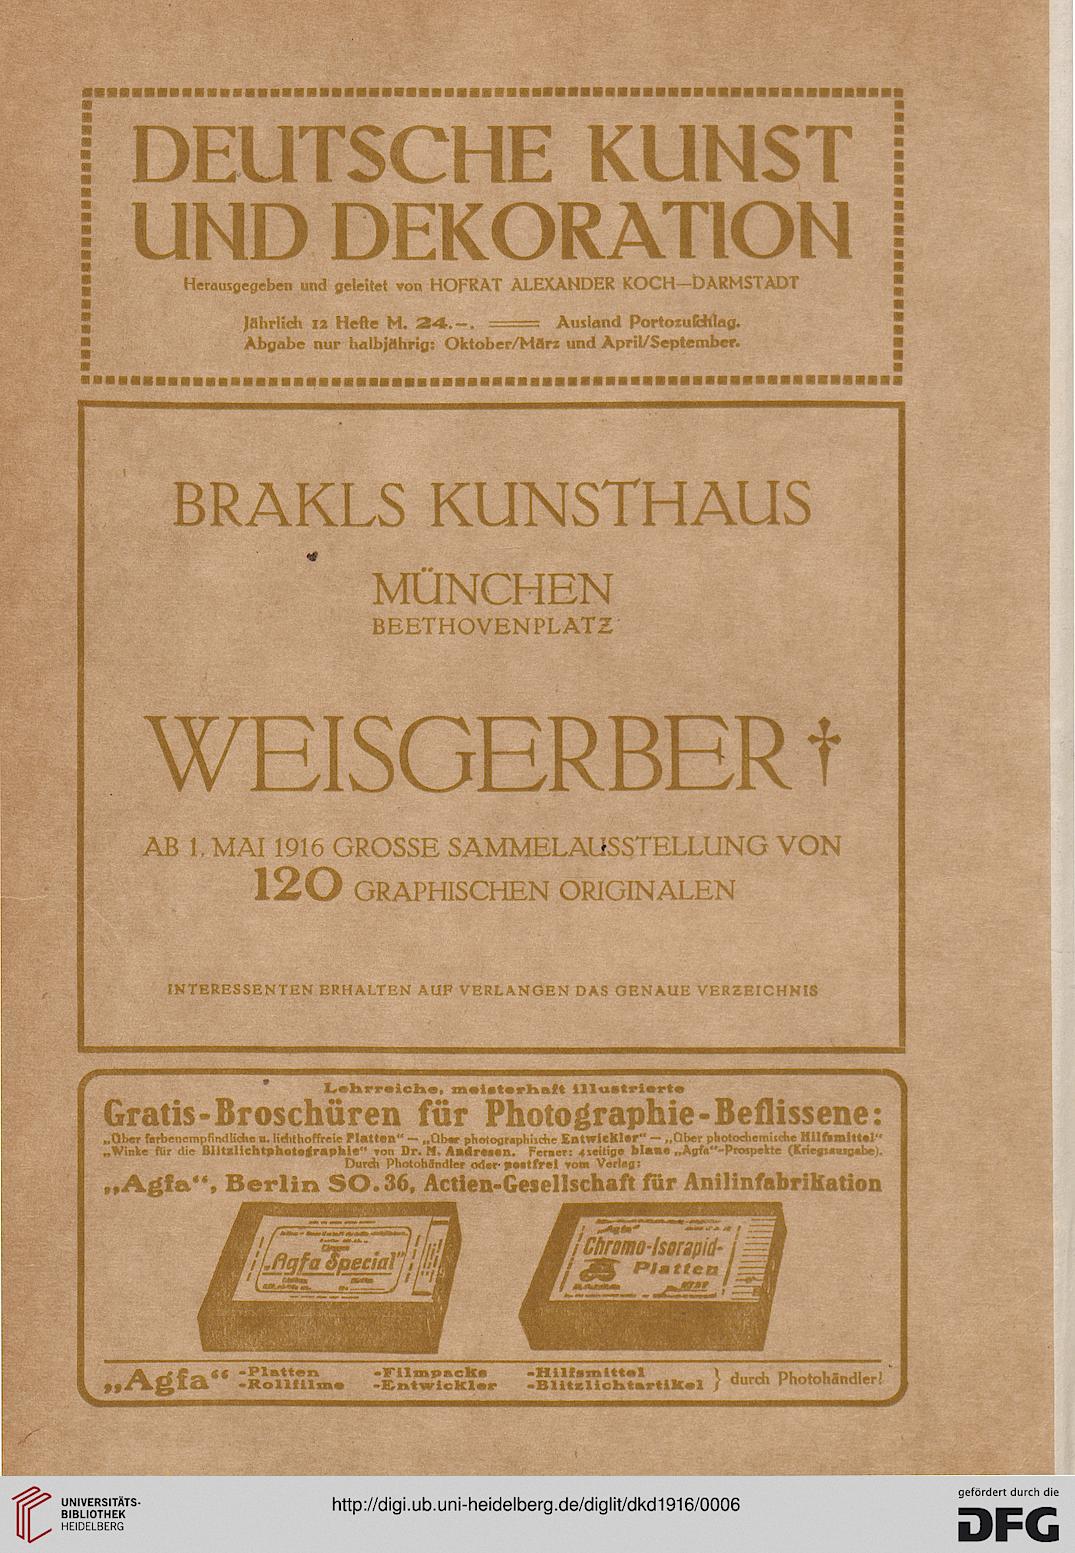 DEUTSCHE KUNST
UND DEKORATION
Herausgegeben und geleitet von HOFRAT ALEXANDER KOCH—DARMSTADT
Jährlich 12 Hefte M. 24.–. Ausland Portozuschlag.
Abgabe nur halbjährig: Oktober/März und April/September.
BRAKLS KUNSTHAUS
MÜNCHEN
BEETHOVENPLATZ
WEISGERBER †
AB 1. MAI 1916 GROSSE SAMMELAUSSTELLUNG VON
120 GRAPHISCHEN ORIGINALEN
INTERESSENTEN ERHALTEN AUF VERLANGEN DAS GENAUE VERZEICHNIS
Lehrreiche, meisterhaft illustrierte
Gratis-Broschüren für Photographie-Beflissene:
„Über farbenempfindliche u. lichthoffreie Platten“ — „Über photographische Entwickler“ — „Über photochemische Hilfsmittel“
„Winke für die Blitzlichtphotographie“ von Dr. M. Andresen. Ferner: 4seitige blaue „Agfa“-Prospekte (Kriegsausgabe).
Durch Photohändler oder postfrei vom Verlag:
„Agfa“, Berlin SO. 36, Actien-Gesellschaft für Anilinfabrikation
„Agfa Special“
„Agfa“
Chromo-Isorapid-
Platten
„Agfa“ -Platten -Filmpacks -Hilfsmittel } durch Photohändler!
-Rollfilme -Entwickler -Blitzlichtartikel
UNIVERSITÄTS-
BIBLIOTHEK
HEIDELBERG
http://digi.ub.uni-heidelberg.de/diglit/dkd1916/0006
gefördert durch die
DFG